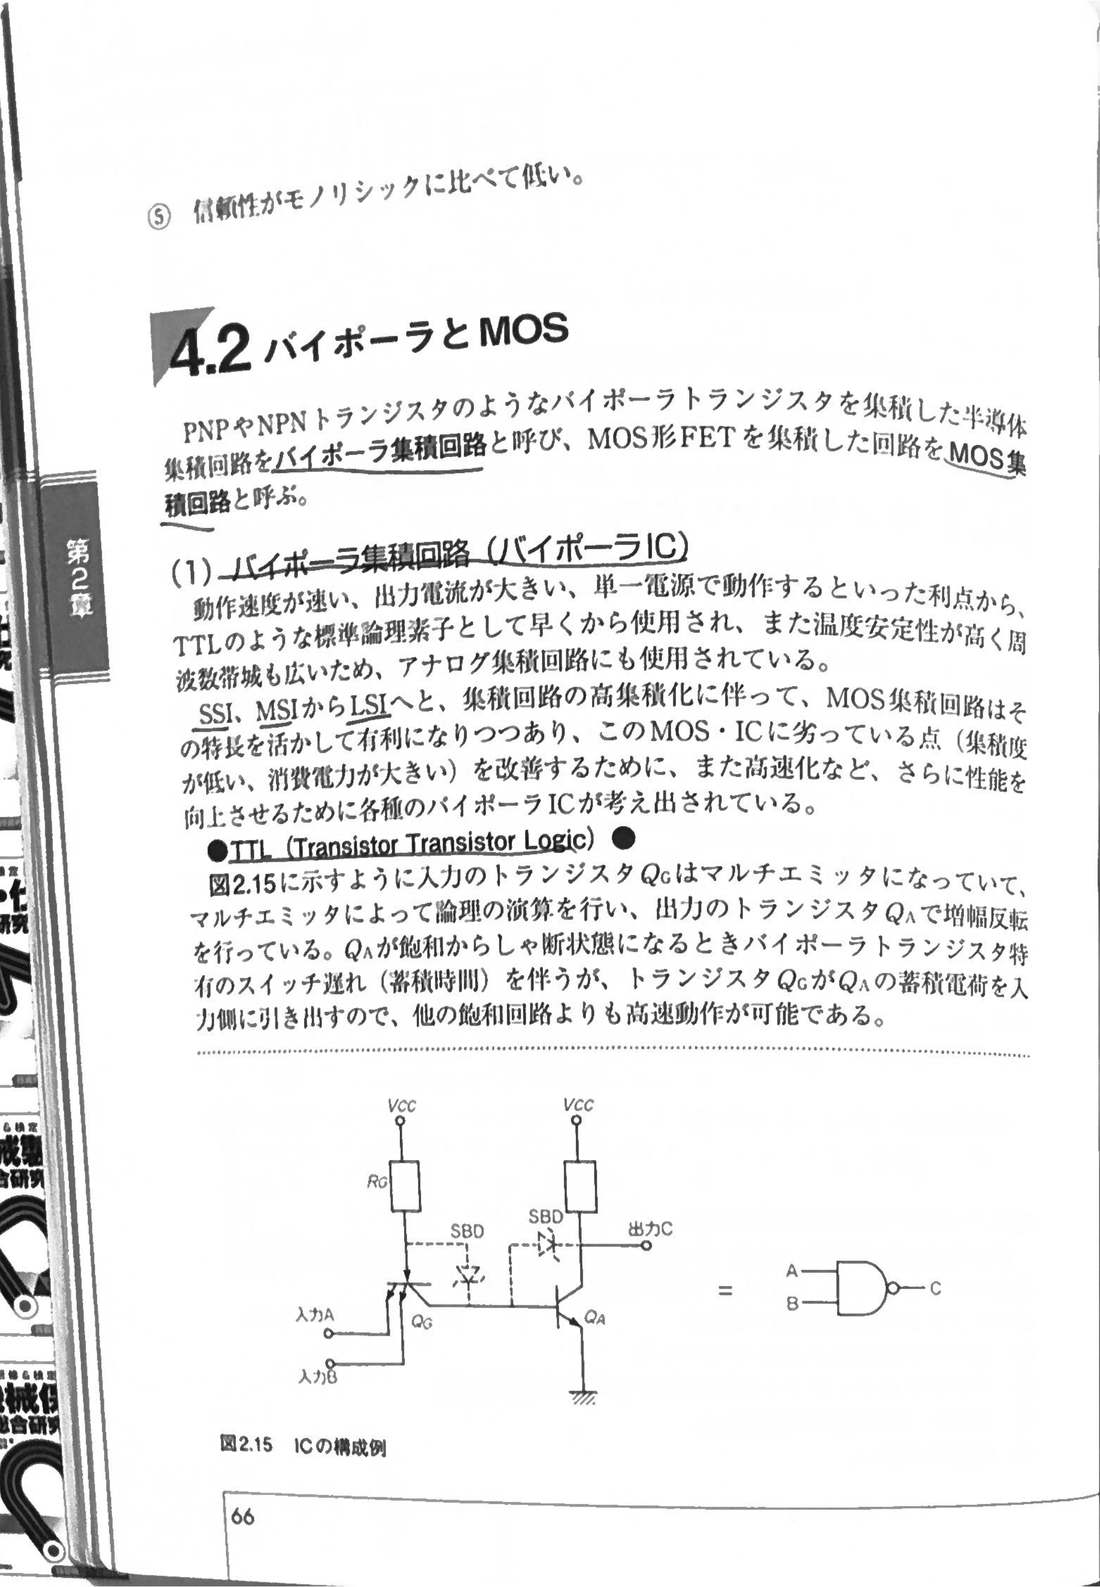 ⑤ 信頼性がモノリシックに比べて低い。
4.2 バイポーラとMOS
PNPやNPNトランジスタのようなバイポーラトランジスタを集積した半導体
集積回路をバイポーラ集積回路と呼び、MOS形FETを集積した回路をMOS集
積回路と呼ぶ。
第2章
(1) バイポーラ集積回路（バイポーラIC）
動作速度が速い、出力電流が大きい、単一電源で動作するといった利点から、
TTLのような標準論理素子として早くから使用され、また温度安定性が高く周
波数帯域も広いため、アナログ集積回路にも使用されている。
SSI、MSIからLSIへと、集積回路の高集積化に伴って、MOS集積回路はそ
の特長を活かして有利になりつつあり、このMOS・ICに劣っている点（集積度
が低い、消費電力が大きい）を改善するために、また高速化など、さらに性能を
向上させるために各種のバイポーラICが考え出されている。
●TTL（Transistor Transistor Logic）●
図2.15に示すように入力のトランジスタQGはマルチエミッタになっていて、
マルチエミッタによって論理の演算を行い、出力のトランジスタQAで増幅反転
を行っている。QAが飽和からしゃ断状態になるときバイポーラトランジスタ特
有のスイッチ遅れ（蓄積時間）を伴うが、トランジスタQGがQAの蓄積電荷を入
力側に引き出すので、他の飽和回路よりも高速動作が可能である。
VCC VCC
RG
SBD SBD 出力C
入力A QG QA
入力B
=
A
B
C
図2.15 ICの構成例
66